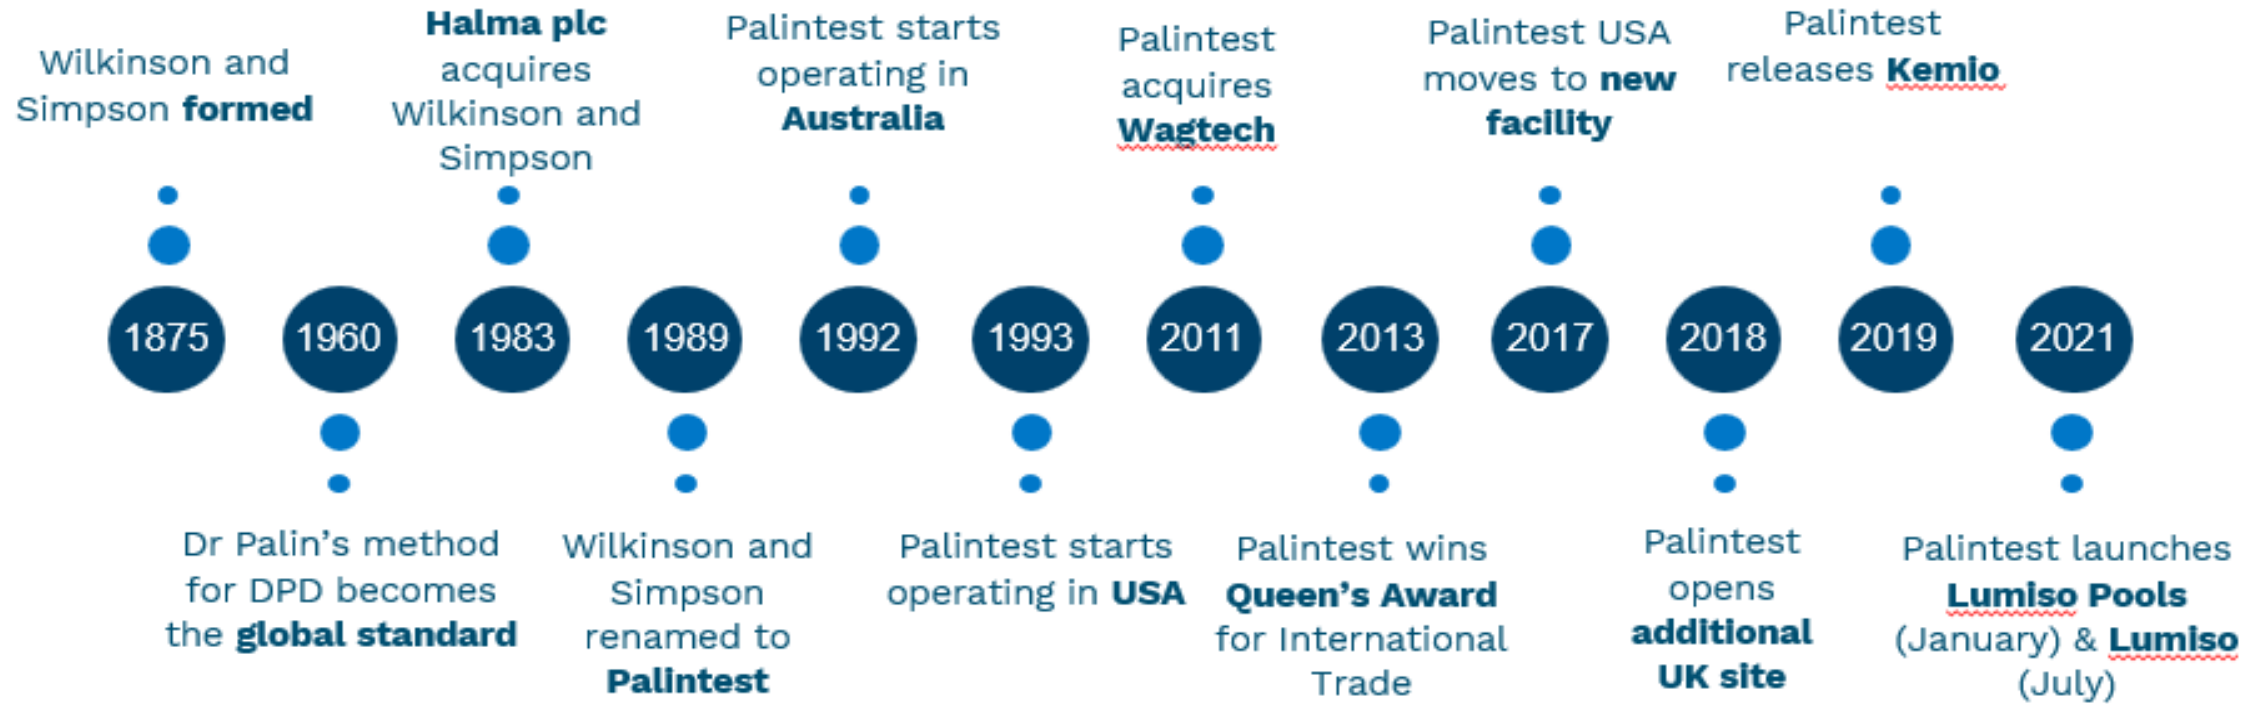 Wilkinson and
Simpson formed
Halma plc
acquires
Wilkinson and
Simpson
Palintest starts
operating in
Australia
Palintest
acquires
Wagtech
Palintest USA
moves to new
facility
Palintest
releases Kemio
1875
1960
1983
1989
1992
1993
2011
2013
2017
2018
2019
2021
Dr Palin’s method
for DPD becomes
the global standard
Wilkinson and
Simpson
renamed to
Palintest
Palintest starts
operating in USA
Palintest wins
Queen’s Award
for International
Trade
Palintest
opens
additional
UK site
Palintest launches
Lumiso Pools
(January) & Lumiso
(July)